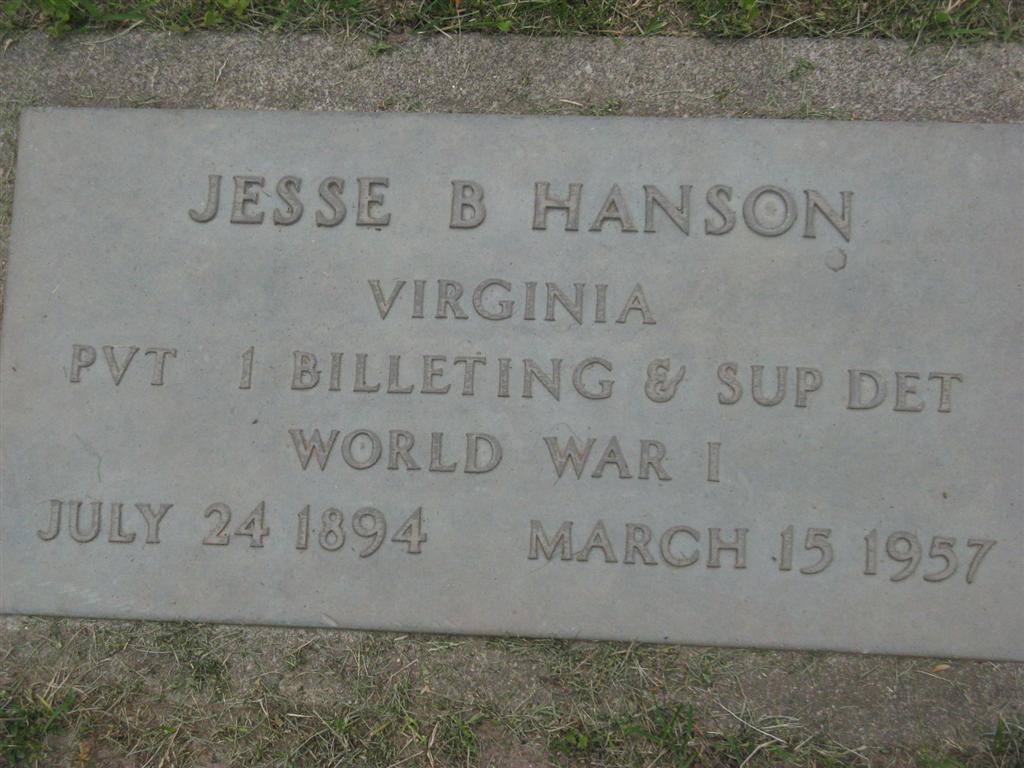 JESSE B HANSON
VIRGINIA
PVT 1 BILLETING & SUP DET
WORLD WAR I
JULY 24 1894 MARCH 15 1957